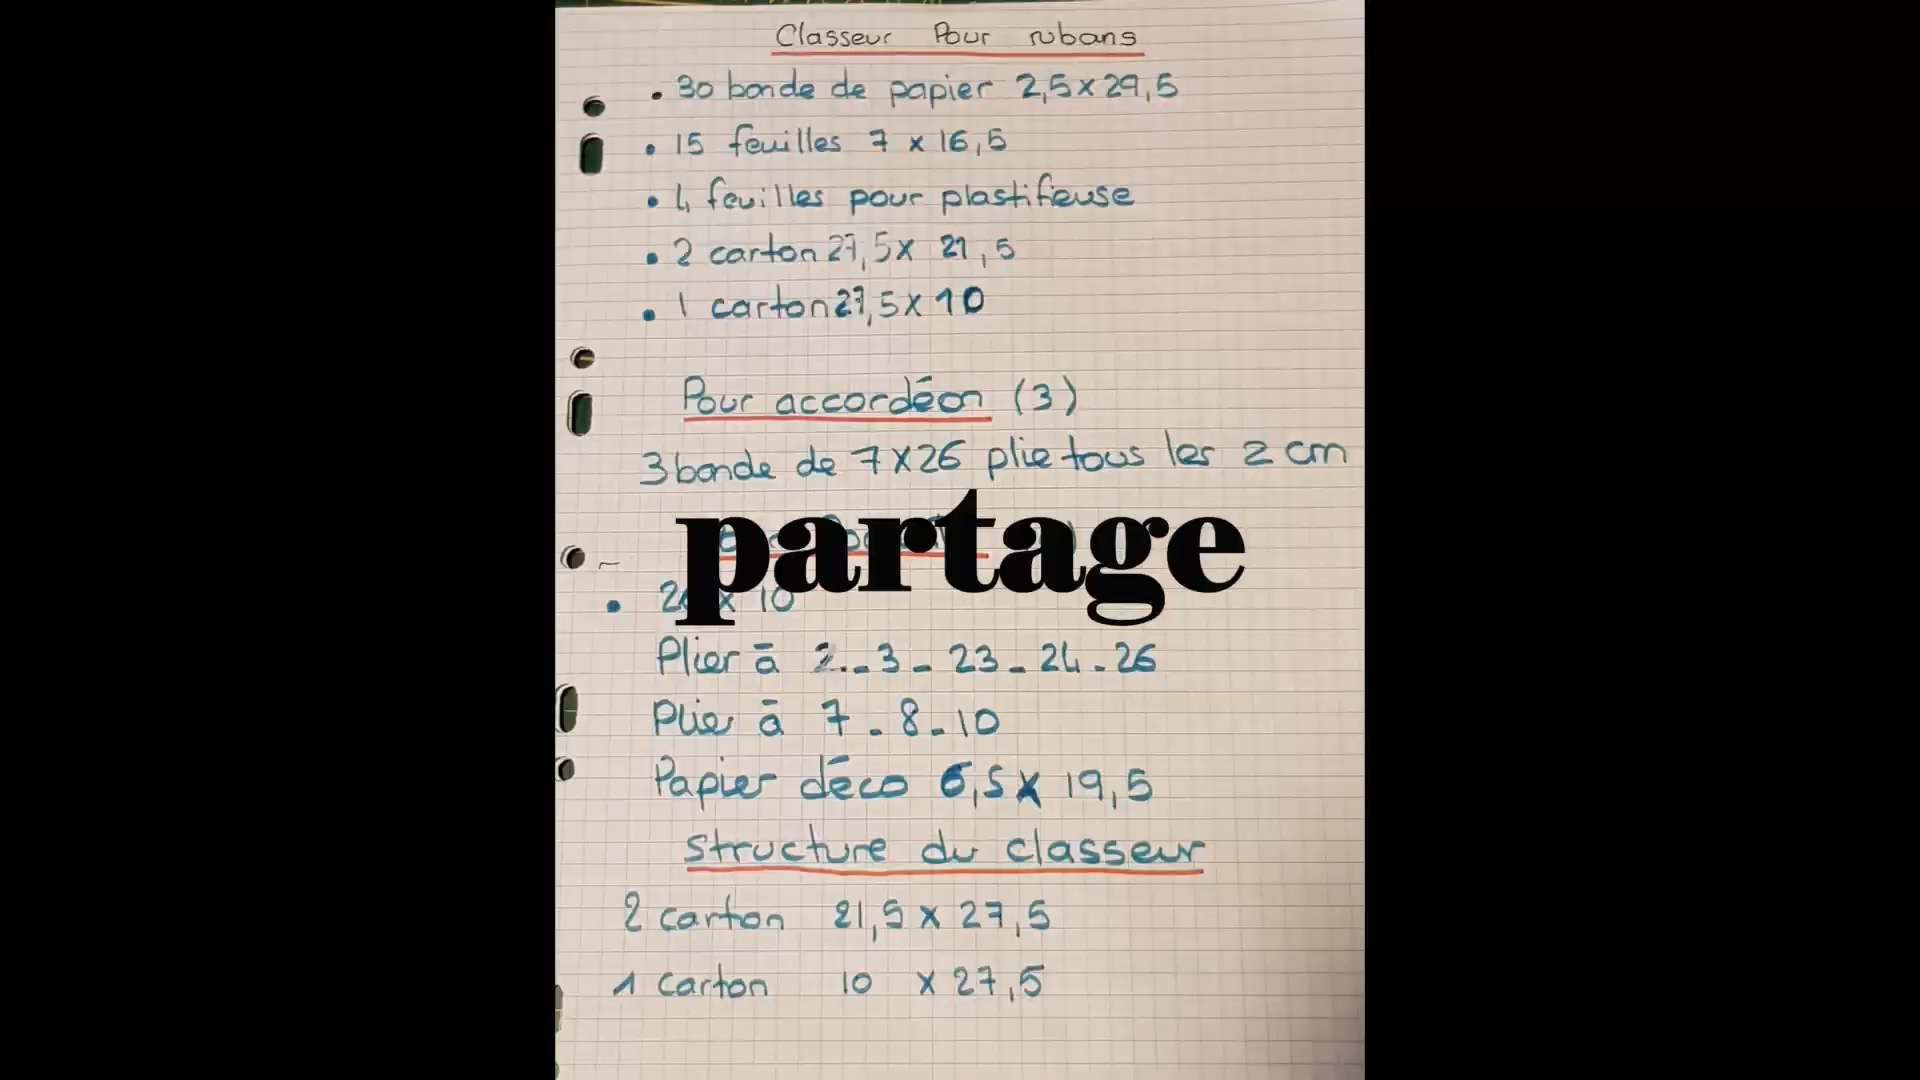 Classeur Pour rubans
• 30 bande de papier 2,5 x 29,5
• 15 feuilles 7 x 16,5
• 4 feuilles pour plastifieuse
• 2 carton 27,5 x 21,5
• 1 carton 27,5 x 10
Pour accordéon (3)
3 bande de 7 x 26 plie tous les 2 cm
partage
• x 10
Plier à 2 - 3 - 23 - 24 - 26
Plier à 7 - 8 - 10
Papier déco 6,5 x 19,5
Structure du classeur
2 carton 21,5 x 27,5
1 carton 10 x 27,5